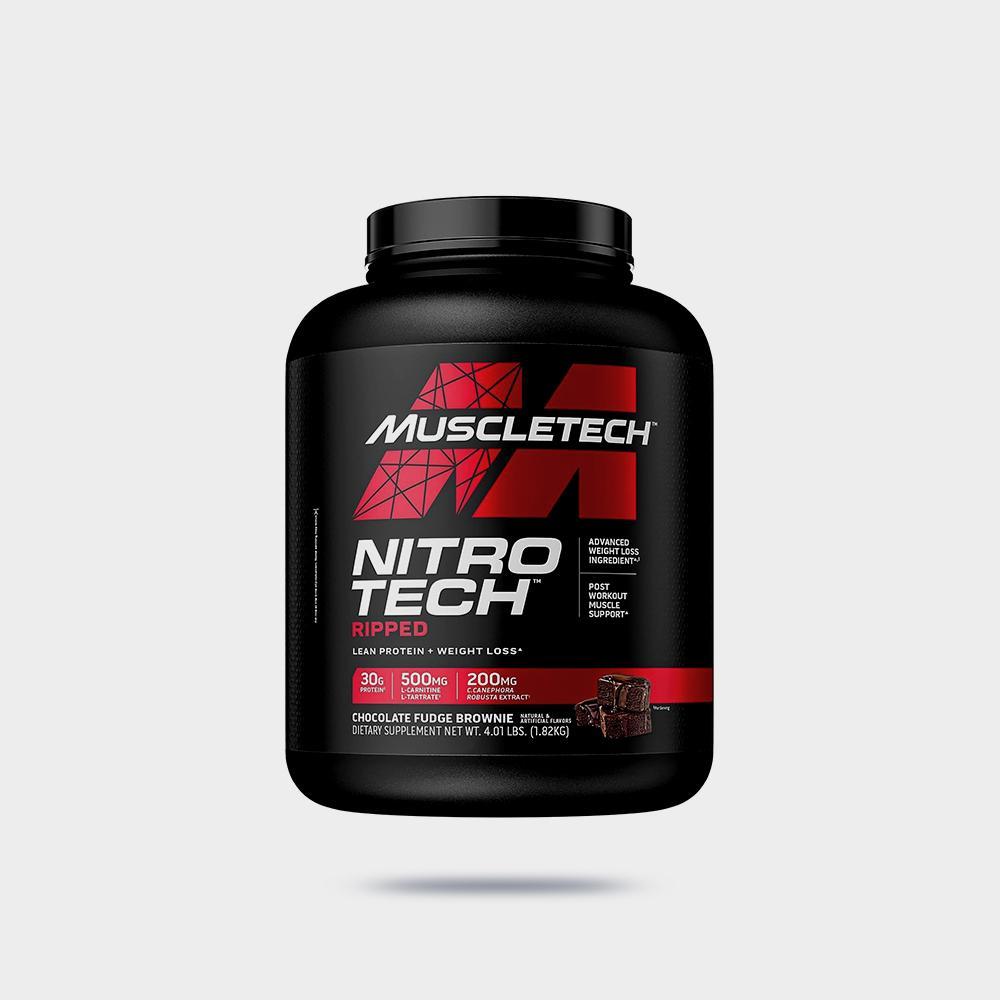 MUSCLETECH™
NITRO
TECH™
RIPPED
LEAN PROTEIN + WEIGHT LOSS▲
ADVANCED
WEIGHT LOSS
INGREDIENT
POST
WORKOUT
MUSCLE
SUPPORT▲
30G
PROTEIN
500MG
L-CARNITINE
L-TARTRATE
200MG
C.CANEPHORA
ROBUSTA EXTRACT
CHOCOLATE FUDGE BROWNIE
NATURAL &
ARTIFICIAL FLAVORS
DIETARY SUPPLEMENT NET WT. 4.01 LBS. (1.82KG)